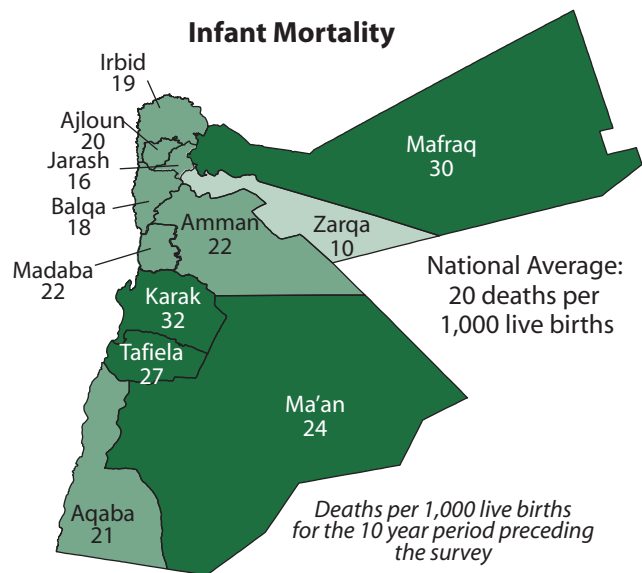 Infant Mortality
Irbid
19
Ajloun
20
Jarash
16
Balqa
18
Madaba
22
Mafraq
30
Zarqa
10
Amman
22
National Average:
20 deaths per
1,000 live births
Karak
32
Tafiela
27
Ma’an
24
Aqaba
21
Deaths per 1,000 live births
for the 10 year period preceding
the survey